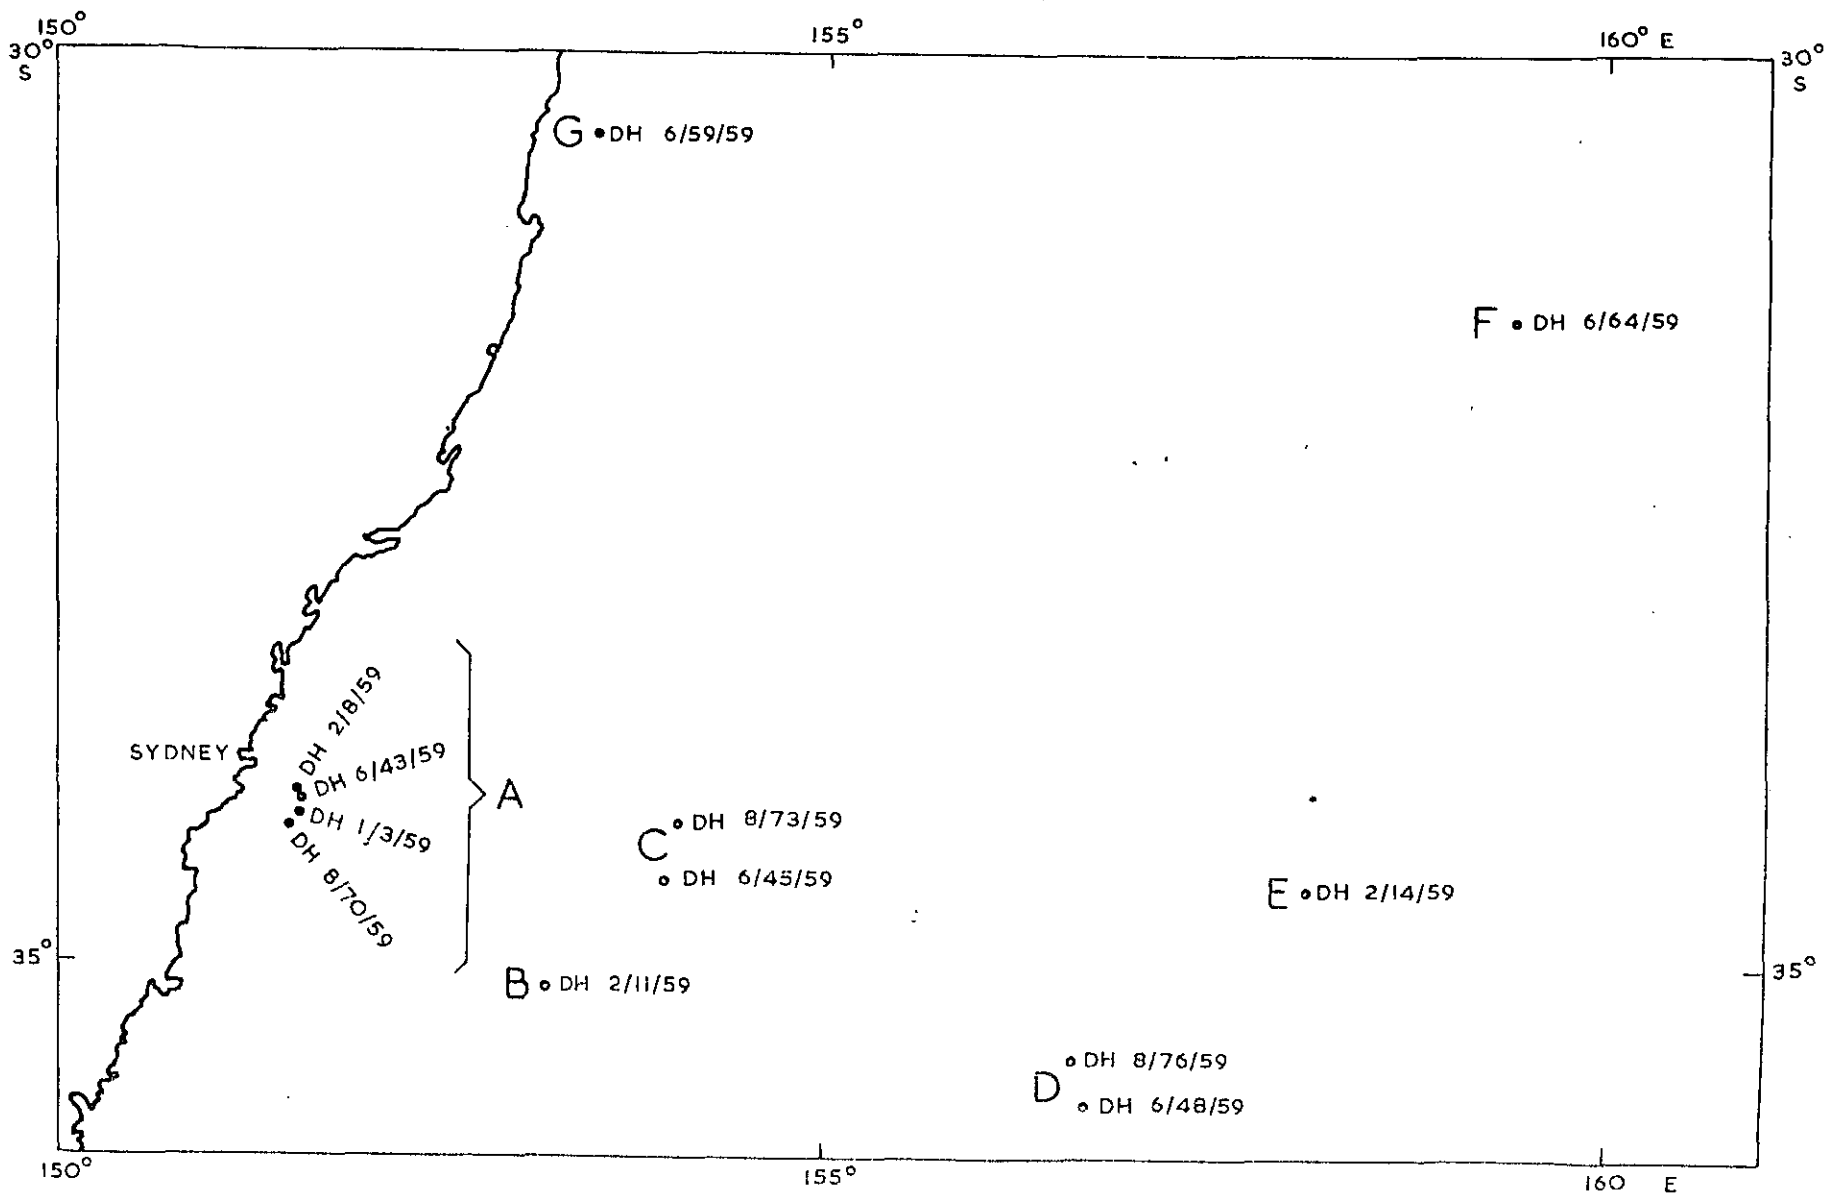 150° 155° 160° E
30° S
30° S
G DH 6/59/59
F DH 6/64/59
DH 2/8/59
SYDNEY
DH 6/43/59
A
DH 1/3/59
DH 8/70/59
C DH 8/73/59
DH 6/45/59
E DH 2/14/59
35°
35°
B DH 2/11/59
D DH 8/76/59
DH 6/48/59
150° 155° 160 E